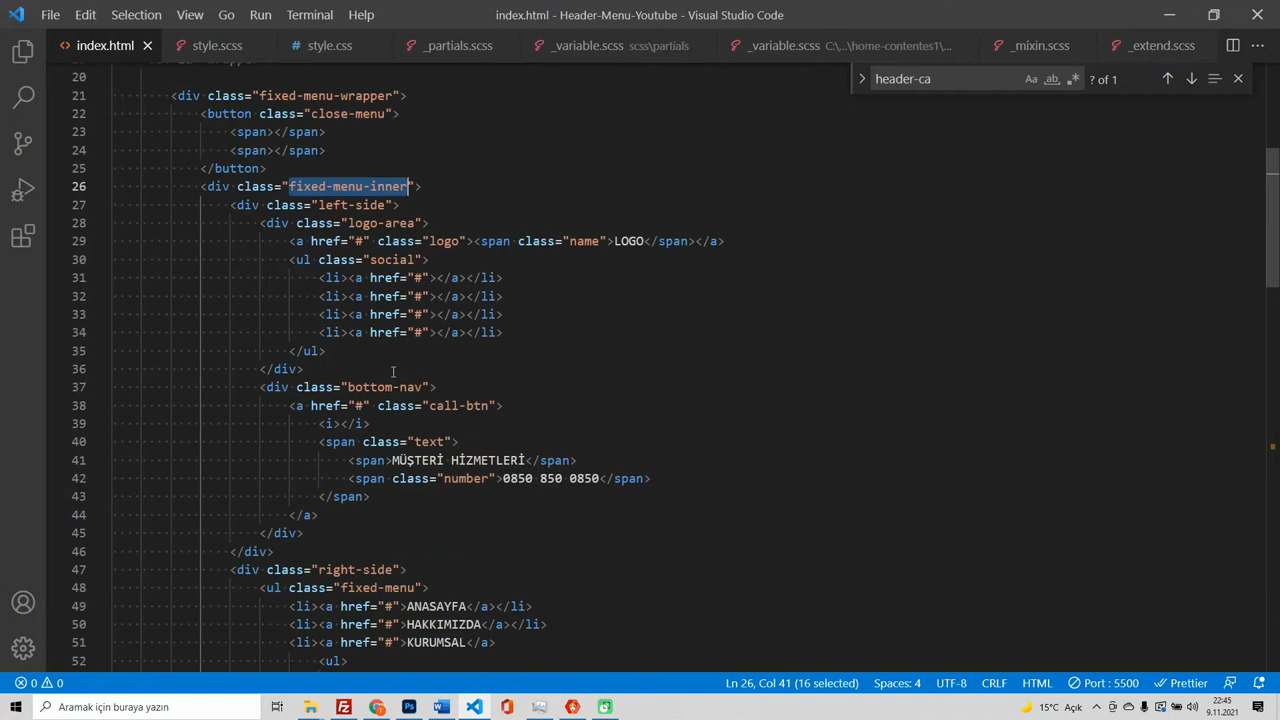 File Edit Selection View Go Run Terminal Help index.html - Header-Menu-Youtube - Visual Studio Code
index.html style.scss style.css _partials.scss _variable.scss scss\partials _variable.scss C:\...\home-contentes1\... _mixin.scss _extend.scss
header-ca Aa ab .* ? of 1
20
21 <div class="fixed-menu-wrapper">
22 <button class="close-menu">
23 <span></span>
24 <span></span>
25 </button>
26 <div class="fixed-menu-inner">
27 <div class="left-side">
28 <div class="logo-area">
29 <a href="#" class="logo"><span class="name">LOGO</span></a>
30 <ul class="social">
31 <li><a href="#"></a></li>
32 <li><a href="#"></a></li>
33 <li><a href="#"></a></li>
34 <li><a href="#"></a></li>
35 </ul>
36 </div>
37 <div class="bottom-nav">
38 <a href="#" class="call-btn">
39 <i></i>
40 <span class="text">
41 <span>MÜŞTERİ HİZMETLERİ</span>
42 <span class="number">0850 850 0850</span>
43 </span>
44 </a>
45 </div>
46 </div>
47 <div class="right-side">
48 <ul class="fixed-menu">
49 <li><a href="#">ANASAYFA</a></li>
50 <li><a href="#">HAKKIMIZDA</a></li>
51 <li><a href="#">KURUMSAL</a>
52 <ul>
0 0 Ln 26, Col 41 (16 selected) Spaces: 4 UTF-8 CRLF HTML Port : 5500 Prettier
Aramak için buraya yazın 15°C Açık 22:45
9.11.2021